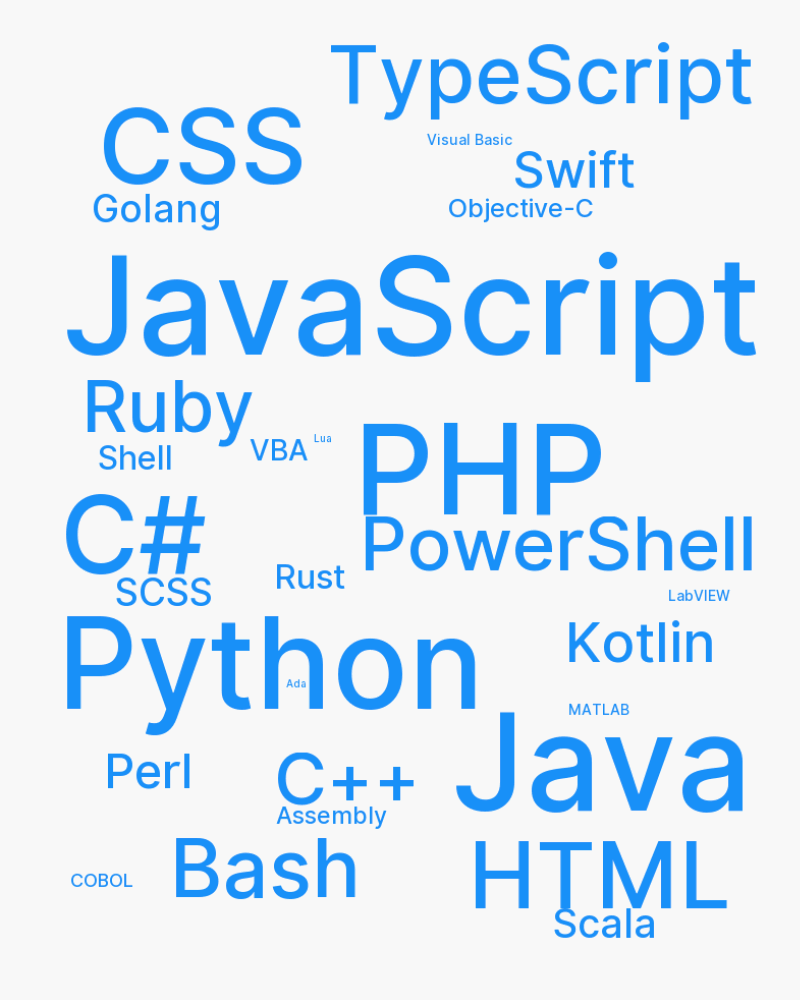 TypeScript
CSS
Visual Basic
Swift
Golang
Objective-C
JavaScript
Ruby
Lua
VBA
Shell
PHP
C#
PowerShell
Rust
SCSS
LabVIEW
Python
Kotlin
Ada
MATLAB
Java
Perl
C++
Assembly
Bash
HTML
COBOL
Scala